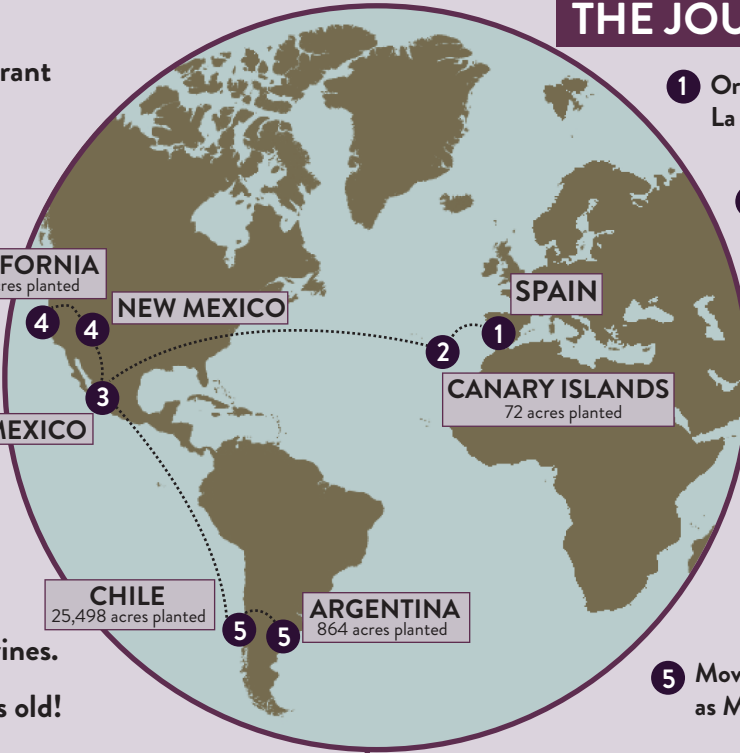 THE JOU
rant
1 Or
La
FORNIA
res planted
NEW MEXICO
SPAIN
4
4
1
2
CANARY ISLANDS
72 acres planted
3
MEXICO
CHILE
25,498 acres planted
ARGENTINA
864 acres planted
5
5
ines.
s old!
5 Mov
as M